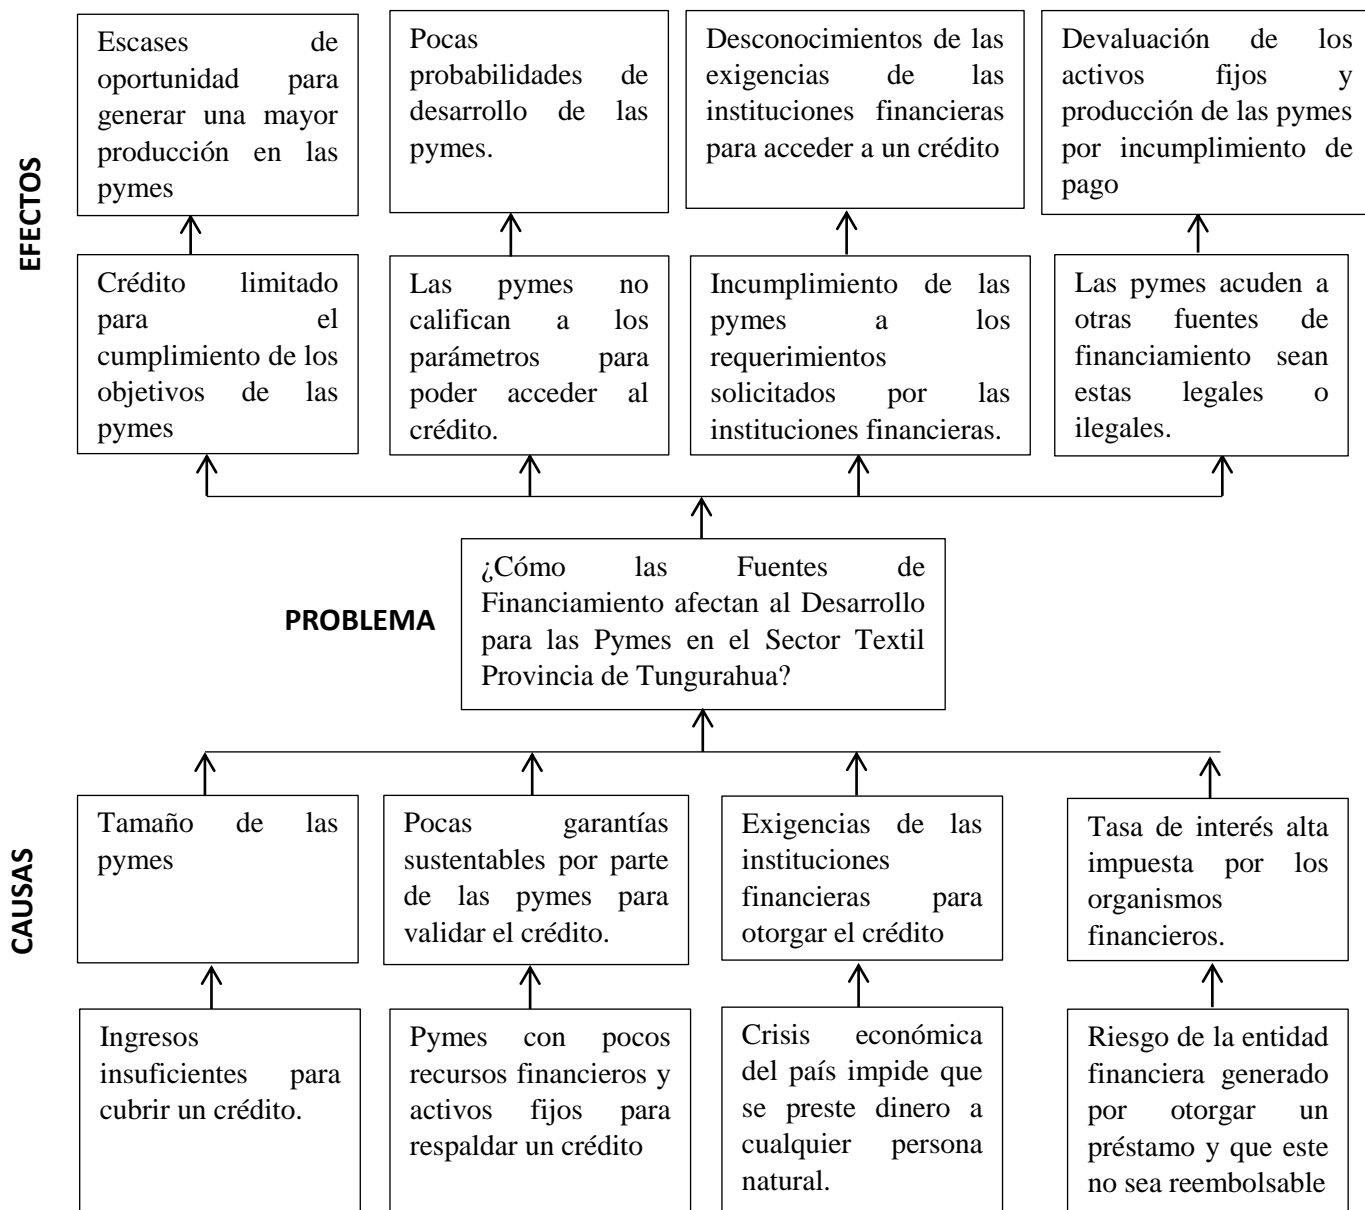 EFECTOS
Escases de
oportunidad para
generar una mayor
producción en las
pymes
Pocas
probabilidades de
desarrollo de las
pymes.
Desconocimientos de las
exigencias de las
instituciones financieras
para acceder a un crédito
Devaluación de los
activos fijos y
producción de las pymes
por incumplimiento de
pago
Crédito limitado
para el
cumplimiento de los
objetivos de las
pymes
Las pymes no
califican a los
parámetros para
poder acceder al
crédito.
Incumplimiento de las
pymes a los
requerimientos
solicitados por las
instituciones financieras.
Las pymes acuden a
otras fuentes de
financiamiento sean
estas legales o
ilegales.
PROBLEMA
¿Cómo las Fuentes de
Financiamiento afectan al Desarrollo
para las Pymes en el Sector Textil
Provincia de Tungurahua?
CAUSAS
Tamaño de las
pymes
Pocas garantías
sustentables por parte
de las pymes para
validar el crédito.
Exigencias de las
instituciones
financieras para
otorgar el crédito
Tasa de interés alta
impuesta por los
organismos
financieros.
Ingresos
insuficientes para
cubrir un crédito.
Pymes con pocos
recursos financieros y
activos fijos para
respaldar un crédito
Crisis económica
del país impide que
se preste dinero a
cualquier persona
natural.
Riesgo de la entidad
financiera generado
por otorgar un
préstamo y que este
no sea reembolsable